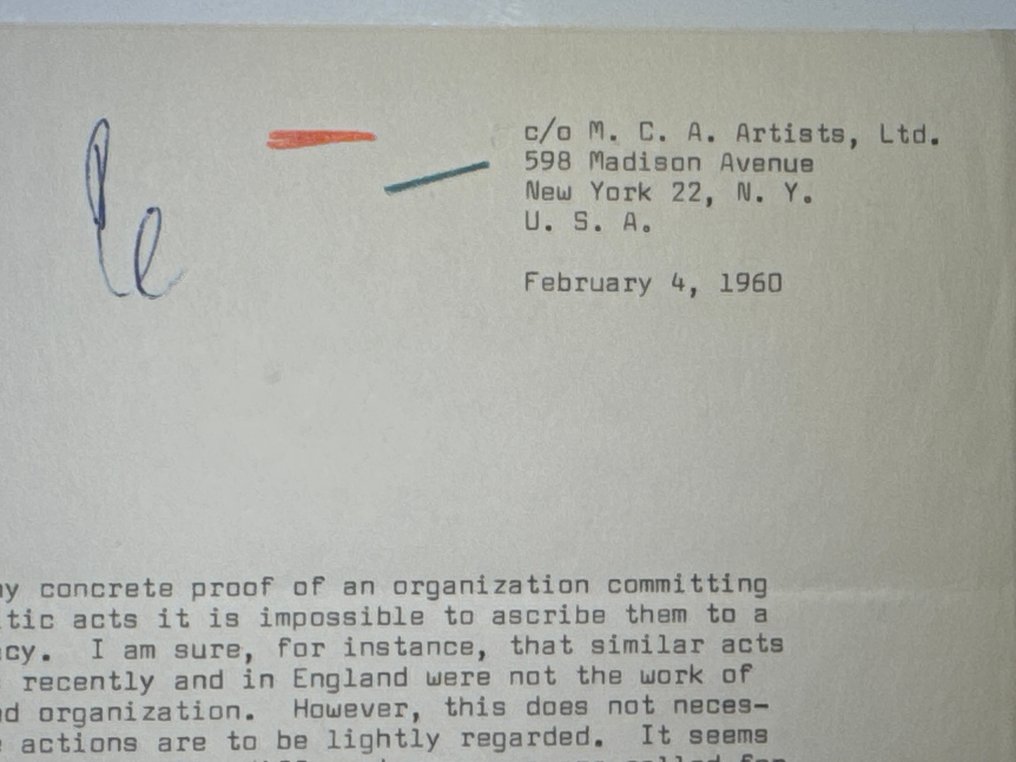 c/o M. C. A. Artists, Ltd.
598 Madison Avenue
New York 22, N. Y.
U. S. A.
February 4, 1960
concrete proof of an organization committing
acts it is impossible to ascribe them to a
I am sure, for instance, that similar acts
recently and in England were not the work of
organization. However, this does not neces-
actions are to be lightly regarded. It seems